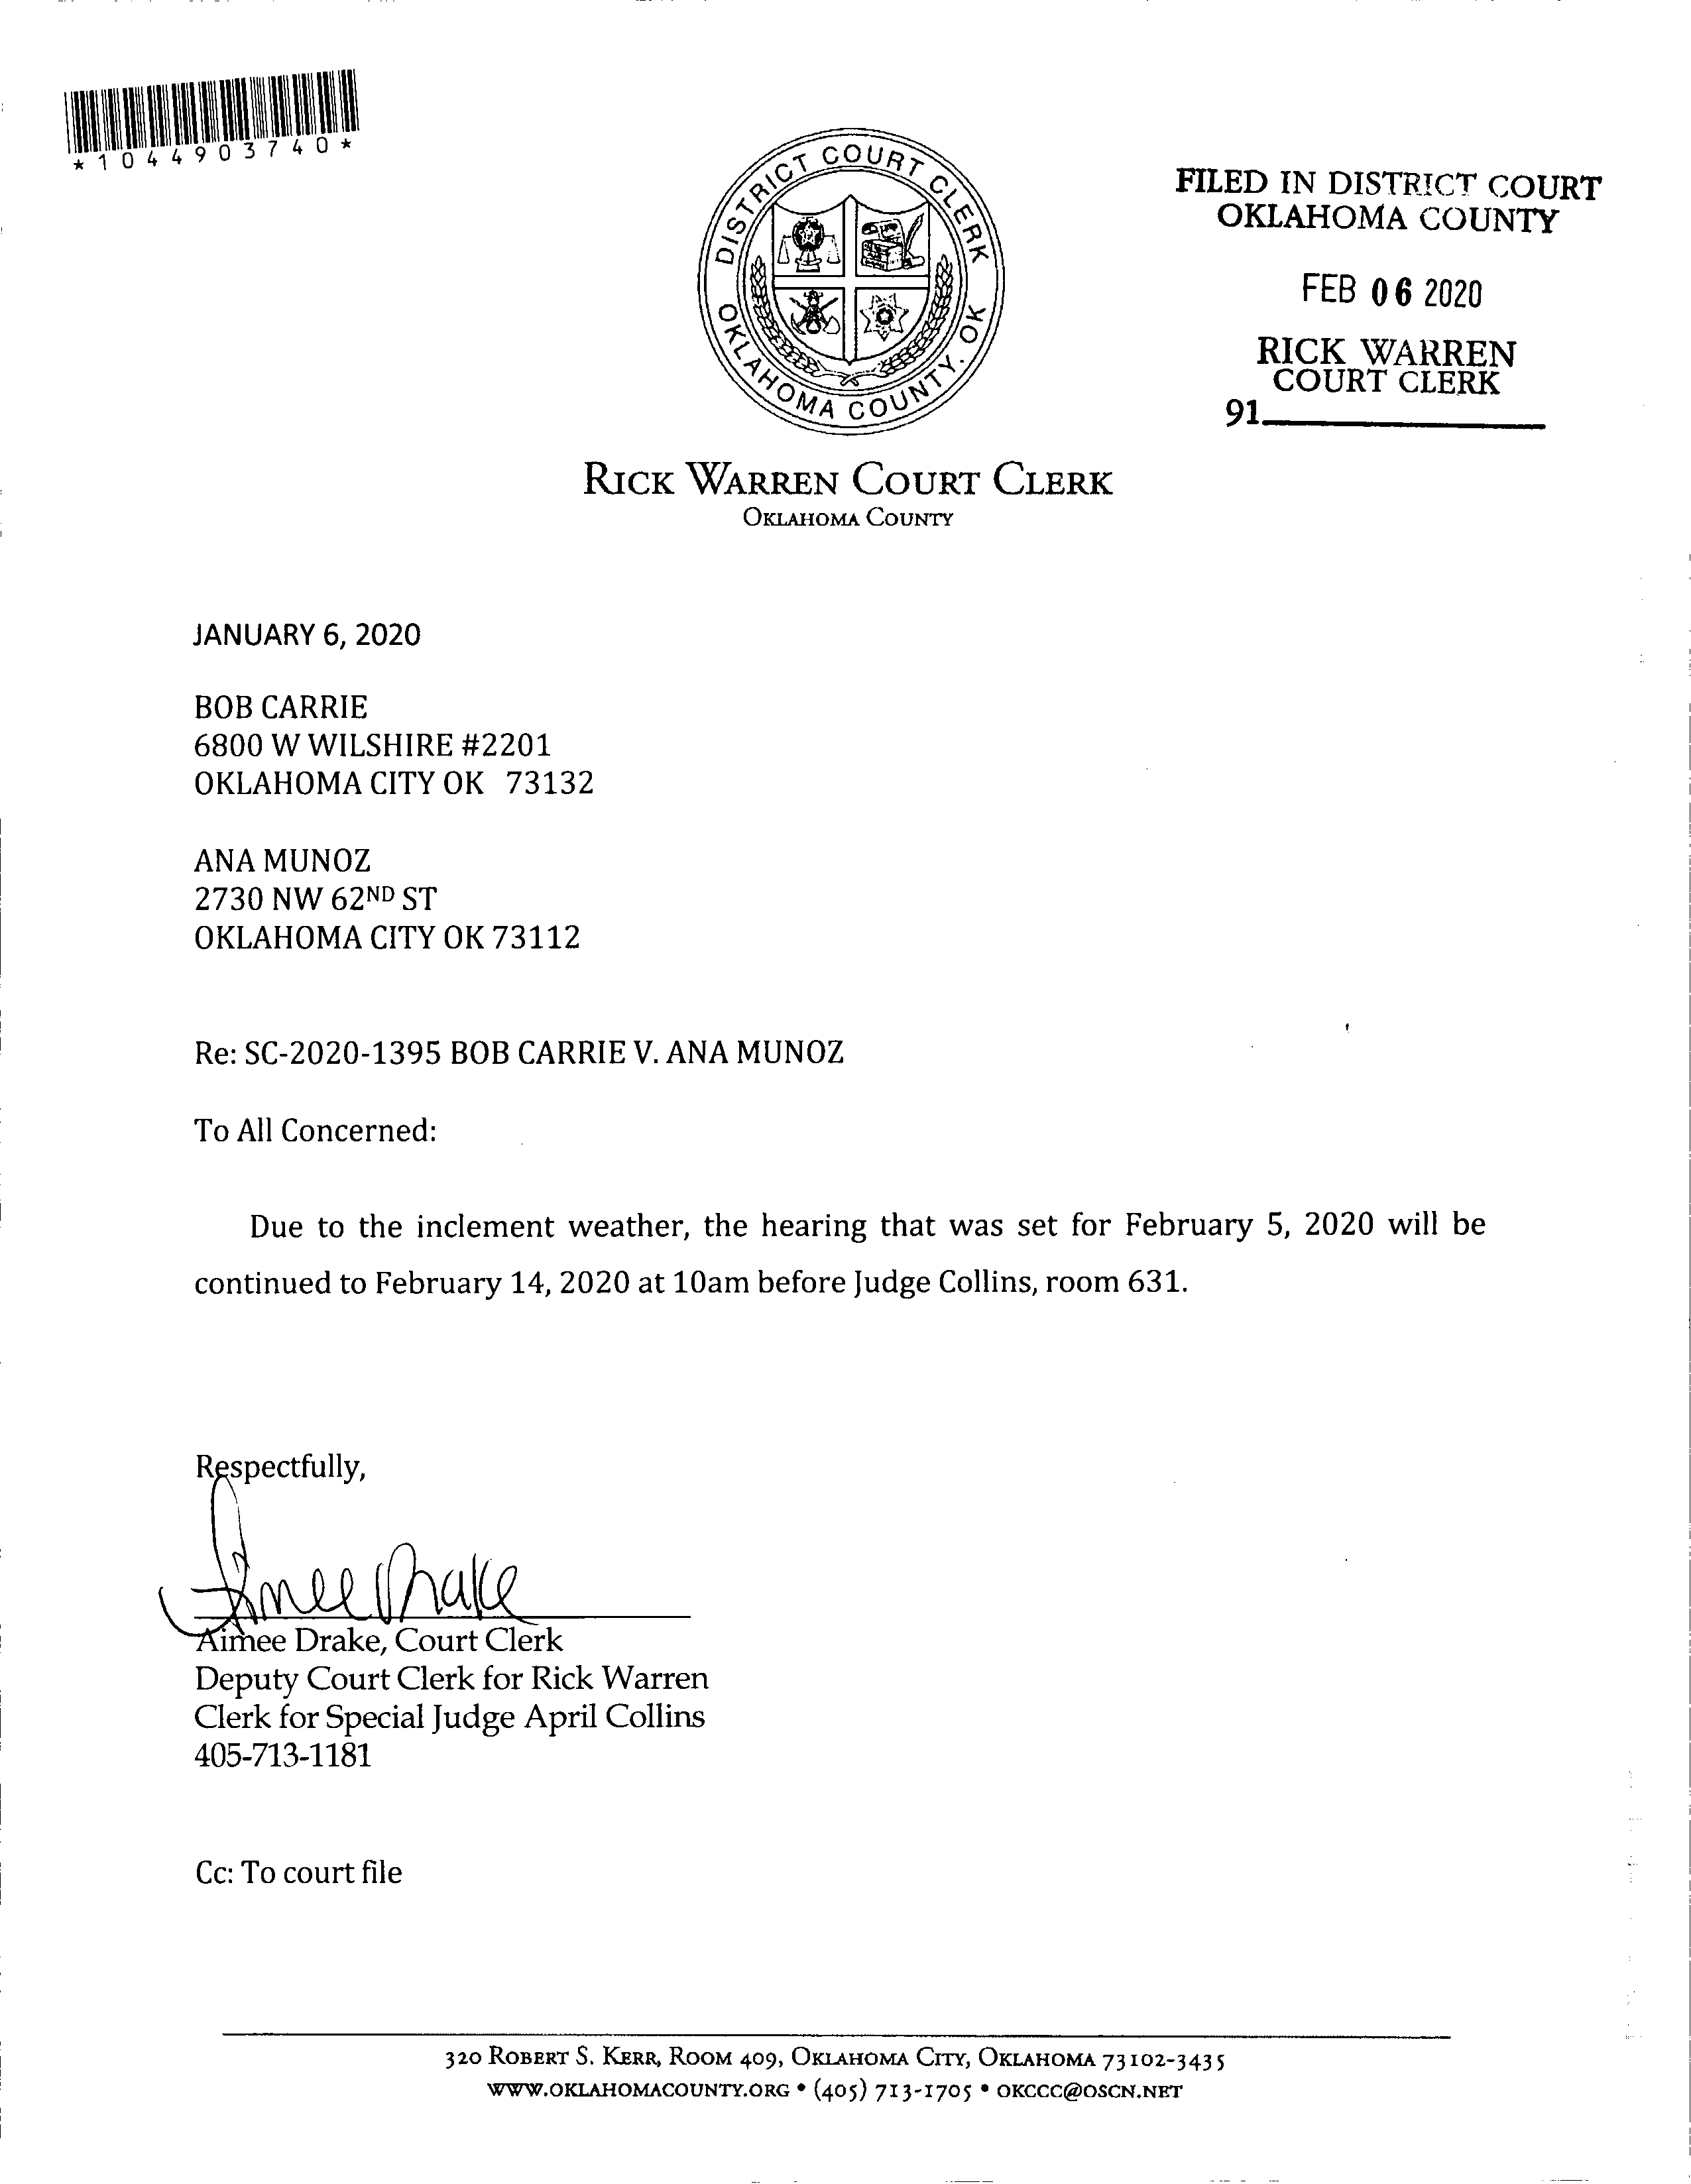 *1044903740*
DISTRICT COURT CLERK
OKLAHOMA COUNTY, OK
FILED IN DISTRICT COURT
OKLAHOMA COUNTY
FEB 06 2020
RICK WARREN
COURT CLERK
91
RICK WARREN COURT CLERK
OKLAHOMA COUNTY
JANUARY 6, 2020
BOB CARRIE
6800 W WILSHIRE #2201
OKLAHOMA CITY OK 73132
ANA MUNOZ
2730 NW 62ND ST
OKLAHOMA CITY OK 73112
Re: SC-2020-1395 BOB CARRIE V. ANA MUNOZ
To All Concerned:
Due to the inclement weather, the hearing that was set for February 5, 2020 will be
continued to February 14, 2020 at 10am before Judge Collins, room 631.
Respectfully,
Aimee Drake
Aimee Drake, Court Clerk
Deputy Court Clerk for Rick Warren
Clerk for Special Judge April Collins
405-713-1181
Cc: To court file
320 ROBERT S. KERR, ROOM 409, OKLAHOMA CITY, OKLAHOMA 73102-3435
WWW.OKLAHOMACOUNTY.ORG • (405) 713-1705 • OKCCC@OSCN.NET